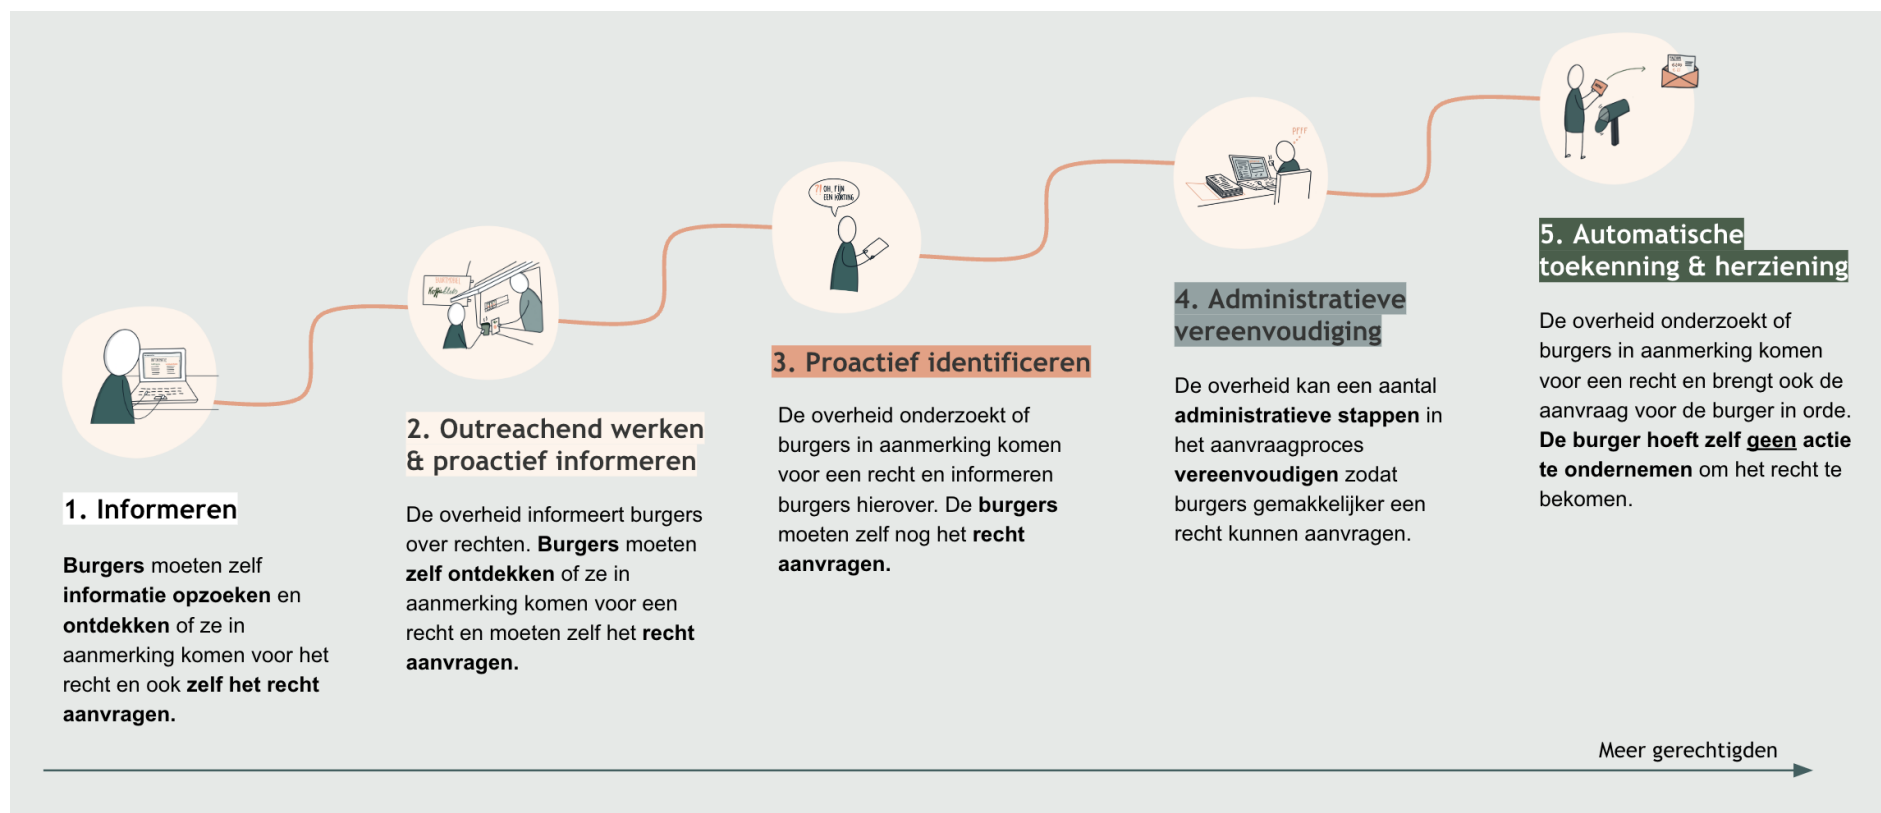 1. Informeren
Burgers moeten zelf
informatie opzoeken en
ontdekken of ze in
aanmerking komen voor het
recht en ook zelf het recht
aanvragen.
2. Outreachend werken
& proactief informeren
De overheid informeert burgers
over rechten. Burgers moeten
zelf ontdekken of ze in
aanmerking komen voor een
recht en moeten zelf het recht
aanvragen.
?! OH, FIJN
EEN KORTING
3. Proactief identificeren
De overheid onderzoekt of
burgers in aanmerking komen
voor een recht en informeren
burgers hierover. De burgers
moeten zelf nog het recht
aanvragen.
PFFF
4. Administratieve
vereenvoudiging
De overheid kan een aantal
administratieve stappen in
het aanvraagproces
vereenvoudigen zodat
burgers gemakkelijker een
recht kunnen aanvragen.
5. Automatische
toekenning & herziening
De overheid onderzoekt of
burgers in aanmerking komen
voor een recht en brengt ook de
aanvraag voor de burger in orde.
De burger hoeft zelf geen actie
te ondernemen om het recht te
bekomen.
Meer gerechtigden